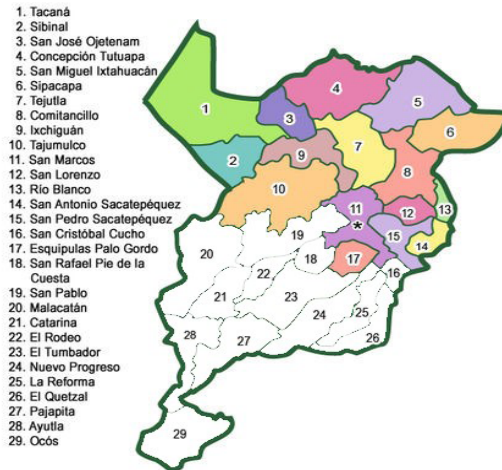 1. Tacaná
2. Sibinal
3. San José Ojetenam
4. Concepción Tutuapa
5. San Miguel Ixtahuacán
6. Sipacapa
7. Tejutla
8. Comitancillo
9. Ixchiguán
10. Tajumulco
11. San Marcos
12. San Lorenzo
13. Río Blanco
14. San Antonio Sacatepéquez
15. San Pedro Sacatepéquez
16. San Cristóbal Cucho
17. Esquipulas Palo Gordo
18. San Rafael Pie de la
Cuesta
19. San Pablo
20. Malacatán
21. Catarina
22. El Rodeo
23. El Tumbador
24. Nuevo Progreso
25. La Reforma
26. El Quetzal
27. Pajapita
28. Ayutla
29. Ocós
4
5
1
3
6
7
9
2
8
10
11
12
13
*
19
15
14
20
18
17
16
22
21
23
25
24
28
27
26
29